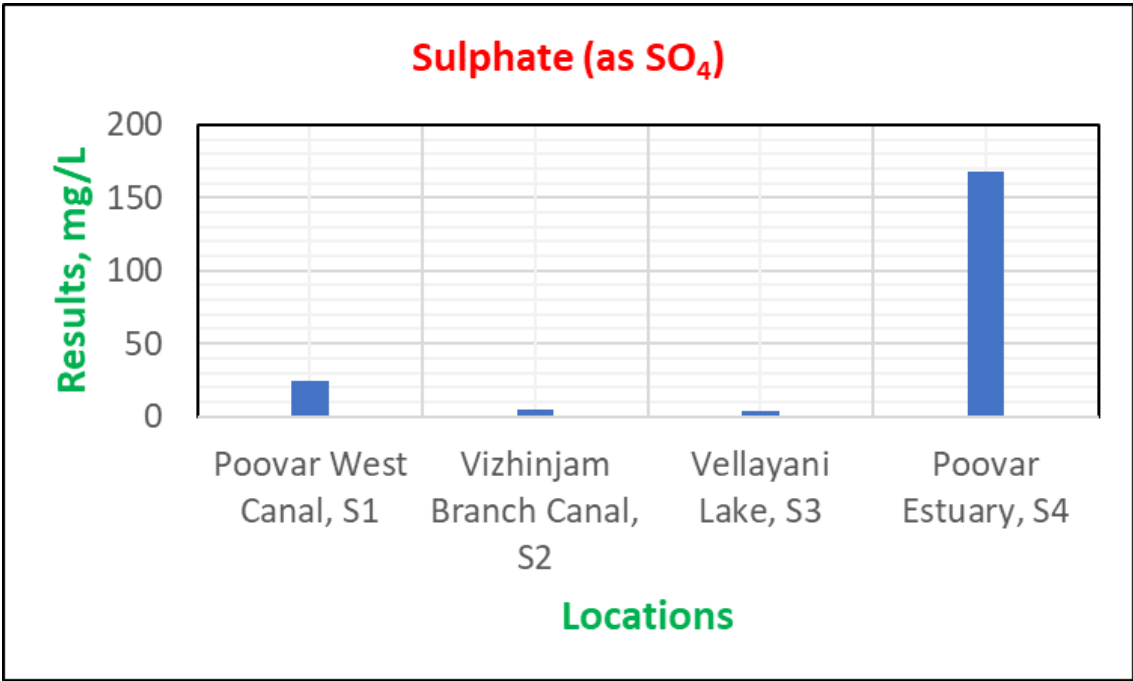 Sulphate (as SO₄)
Results, mg/L
200
150
100
50
0
Poovar West
Canal, S1
Vizhinjam
Branch Canal,
S2
Vellayani
Lake, S3
Poovar
Estuary, S4
Locations